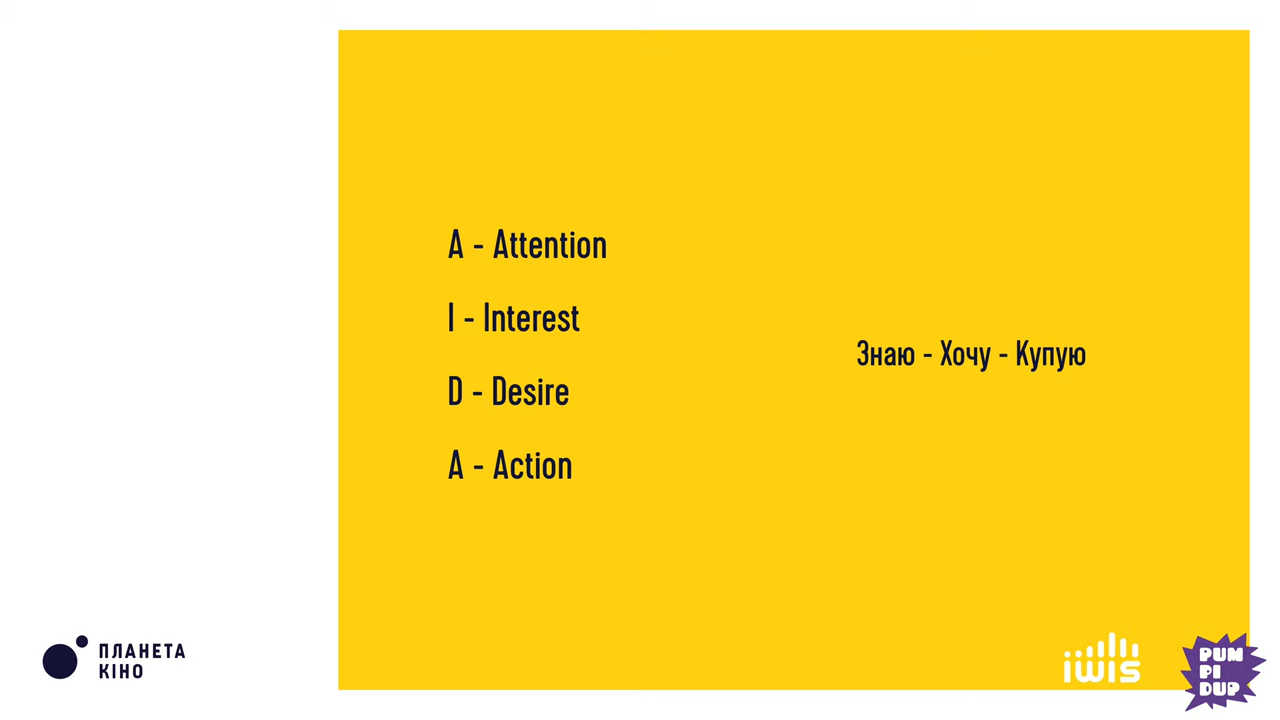 A - Attention
I - Interest
D - Desire
A - Action
Знаю - Хочу - Купую
ПЛАНЕТА
КІНО
iwis
PUM
PI
DUP